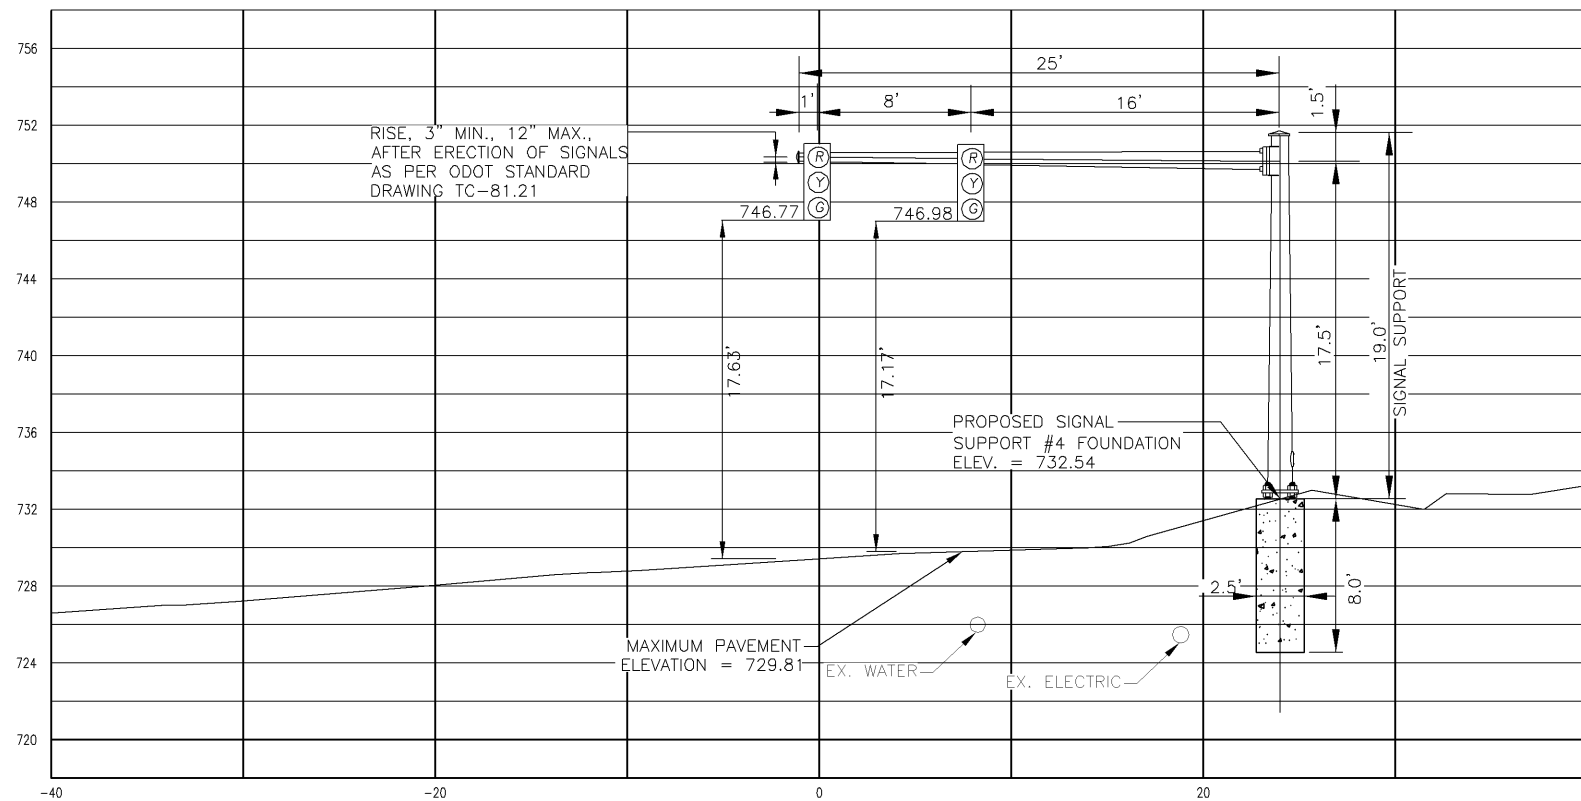 756
752
748
744
740
736
732
728
724
720
-40
-20
0
20
25'
1'
8'
16'
1.5'
RISE, 3" MIN., 12" MAX.,
AFTER ERECTION OF SIGNALS
AS PER ODOT STANDARD
DRAWING TC-81.21
R
Y
G
R
Y
G
746.77
746.98
17.63'
17.17'
17.5'
19.0'
SIGNAL SUPPORT
PROPOSED SIGNAL
SUPPORT #4 FOUNDATION
ELEV. = 732.54
2.5'
8.0'
MAXIMUM PAVEMENT
ELEVATION = 729.81
EX. WATER
EX. ELECTRIC